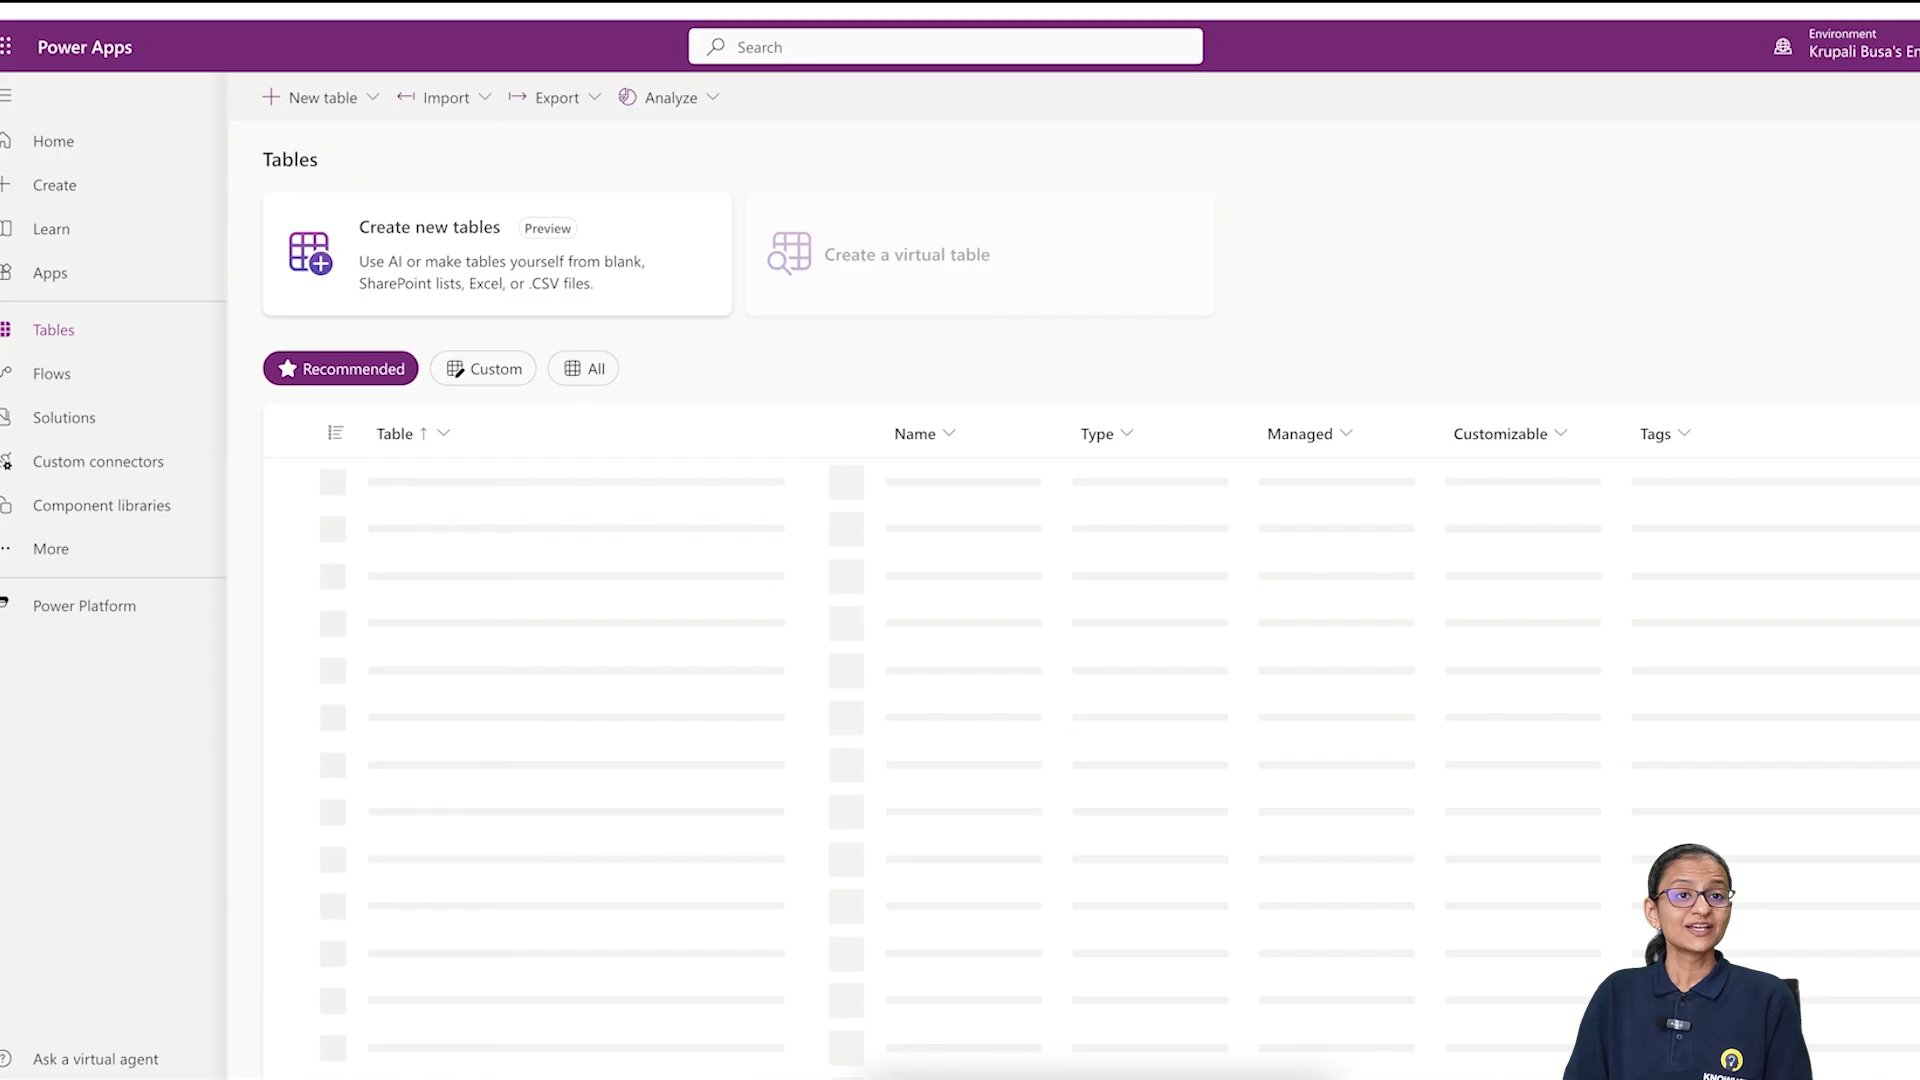 Power Apps
Search
Environment
Krupali Busa's En
New table
Import
Export
Analyze
Home
Create
Learn
Apps
Tables
Flows
Solutions
Custom connectors
Component libraries
More
Power Platform
Ask a virtual agent
Tables
Create new tables
Preview
Use AI or make tables yourself from blank,
SharePoint lists, Excel, or .CSV files.
Create a virtual table
Recommended
Custom
All
Table ↑
Name
Type
Managed
Customizable
Tags